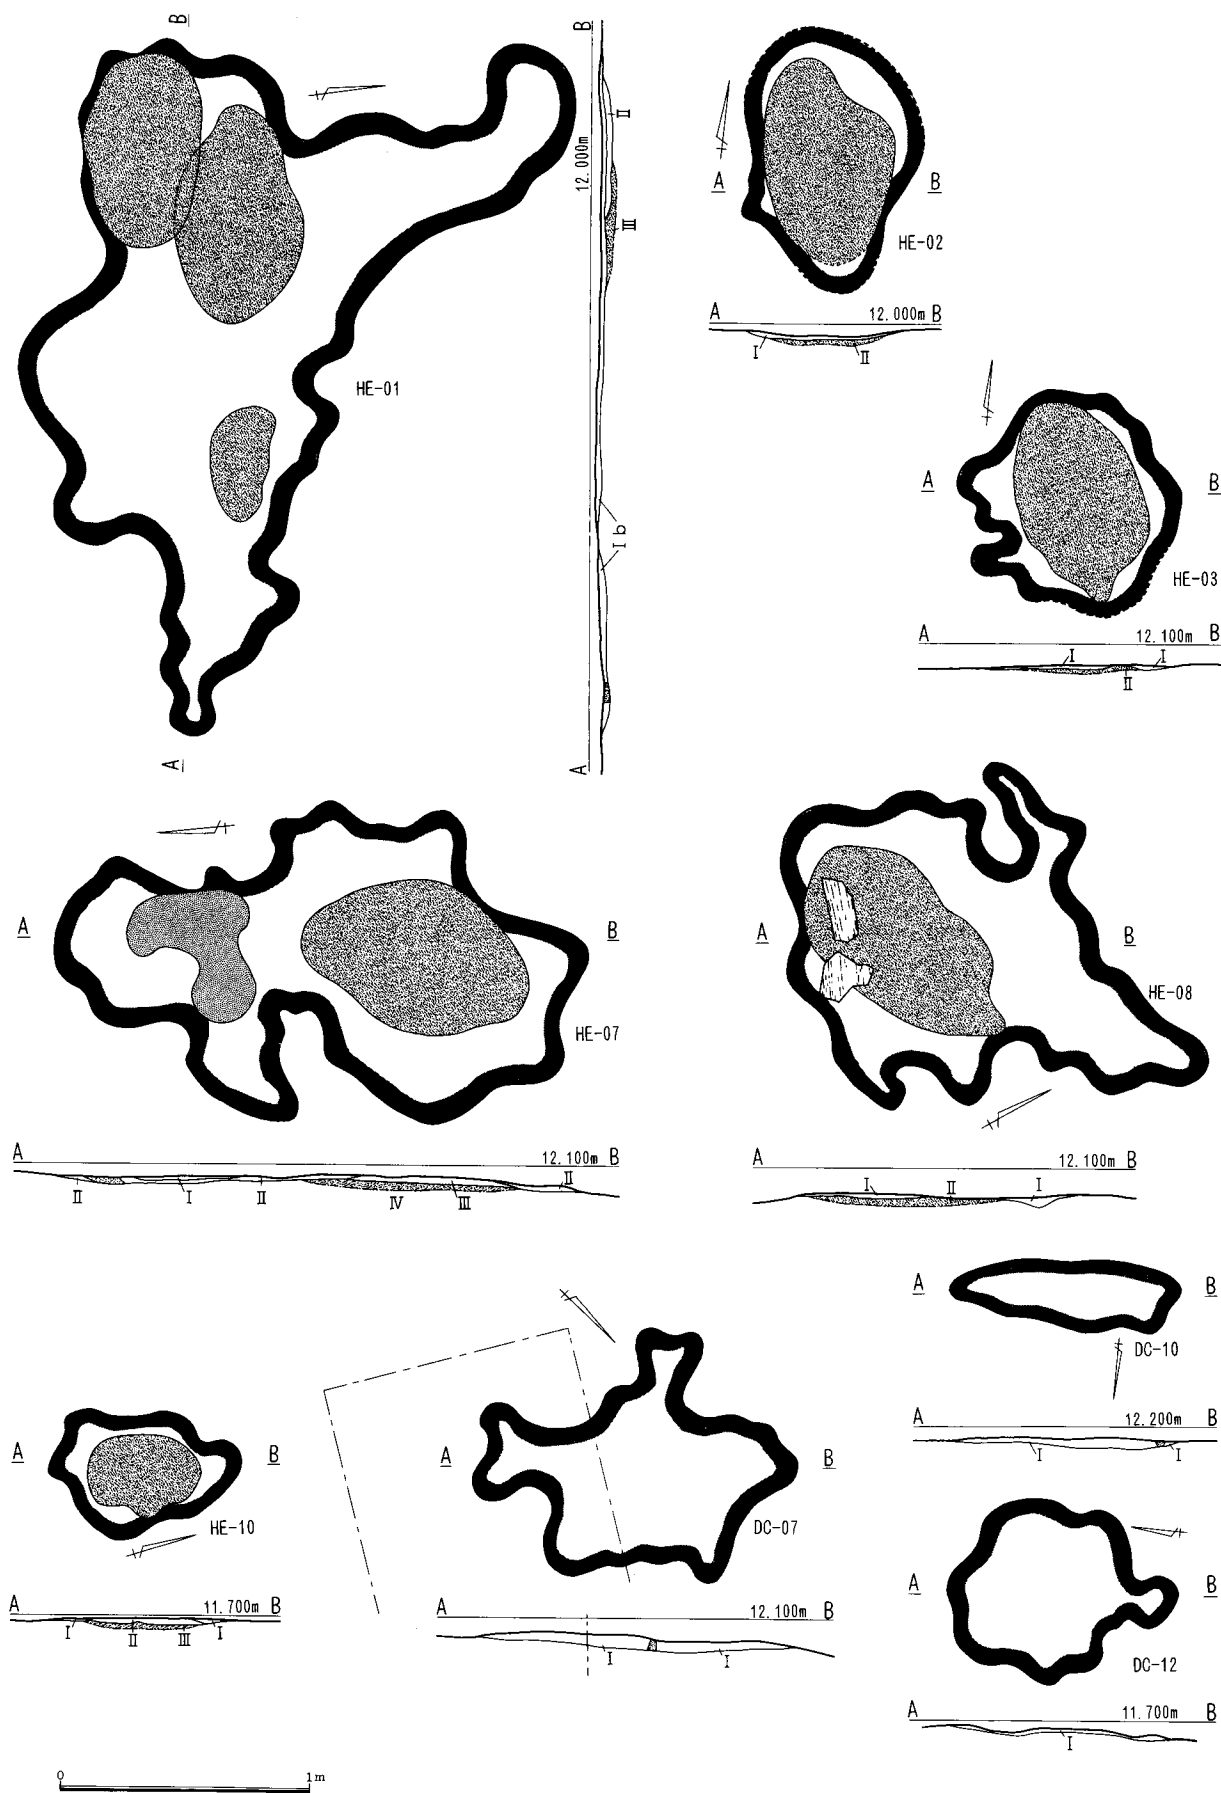 B
A
HE-01
B
12.000m
II
III
Ib
A
A
B
HE-02
A
12.000m B
I
II
A
B
HE-03
A
12.100m B
I
I
II
A
B
HE-07
A
12.100m B
II
I
II
IV
III
II
A
B
HE-08
A
12.100m B
I
II
I
A
B
HE-10
A
11.700m B
I
II
III
I
A
B
DC-07
A
12.100m B
I
I
A
B
DC-10
A
12.200m B
I
I
A
B
DC-12
A
11.700m B
I
0
1m